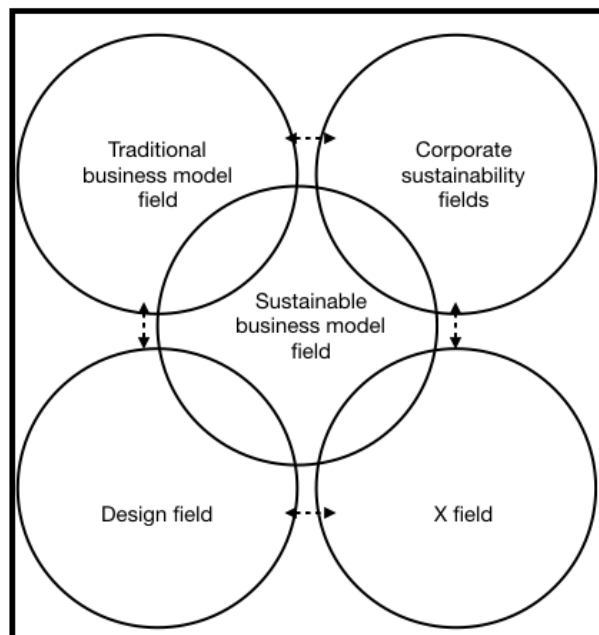 Traditional
business model
field
Corporate
sustainability
fields
Sustainable
business model
field
Design field
X field